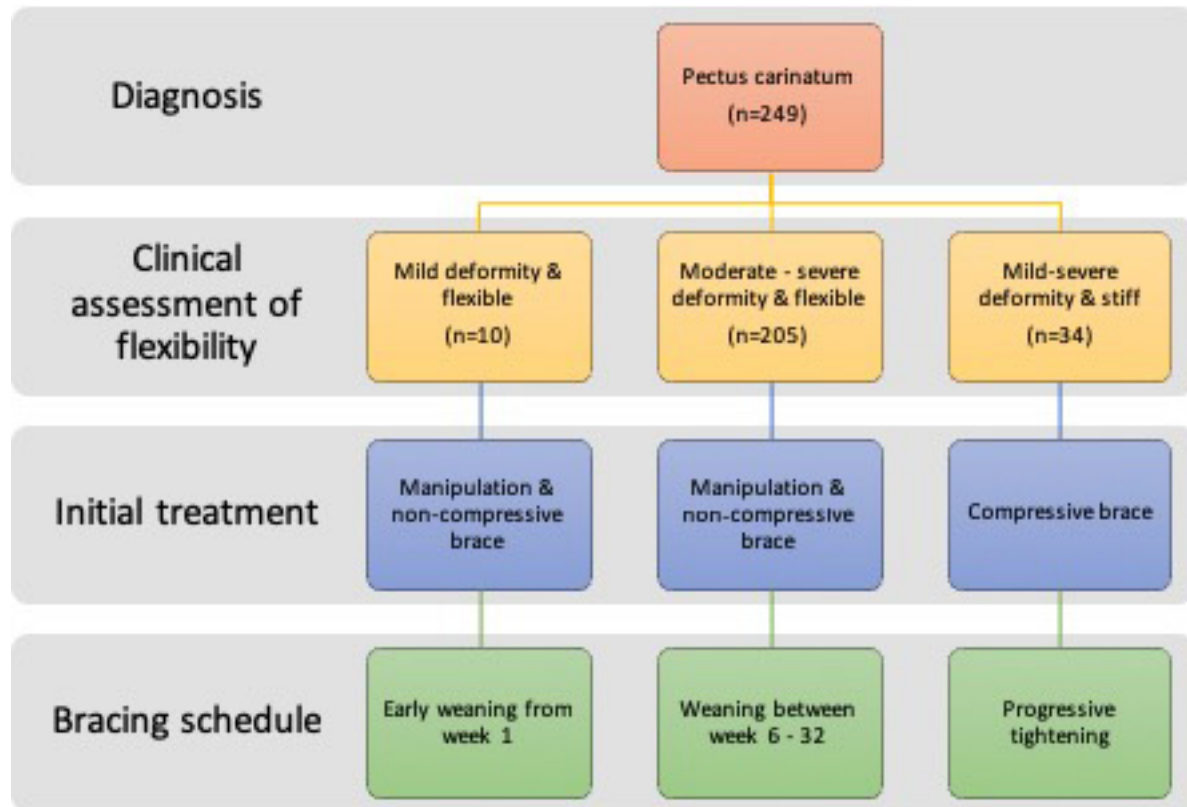 Diagnosis
Pectus carinatum
(n=249)
Clinical
assessment of
flexibility
Mild deformity &
flexible
(n=10)
Moderate - severe
deformity & flexible
(n=205)
Mild-severe
deformity & stiff
(n=34)
Initial treatment
Manipulation &
non-compressive
brace
Manipulation &
non-compressive
brace
Compressive brace
Bracing schedule
Early weaning from
week 1
Weaning between
week 6 - 32
Progressive
tightening